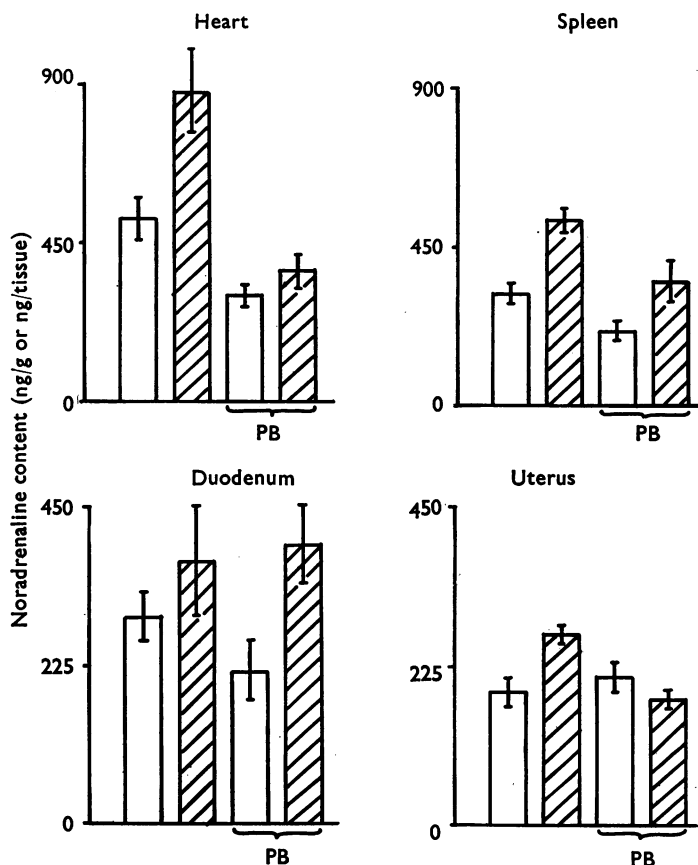 Heart
Spleen
Noradrenaline content (ng/g or ng/tissue)
900
450
0
PB
900
450
0
PB
Duodenum
Uterus
450
225
0
PB
450
225
0
PB